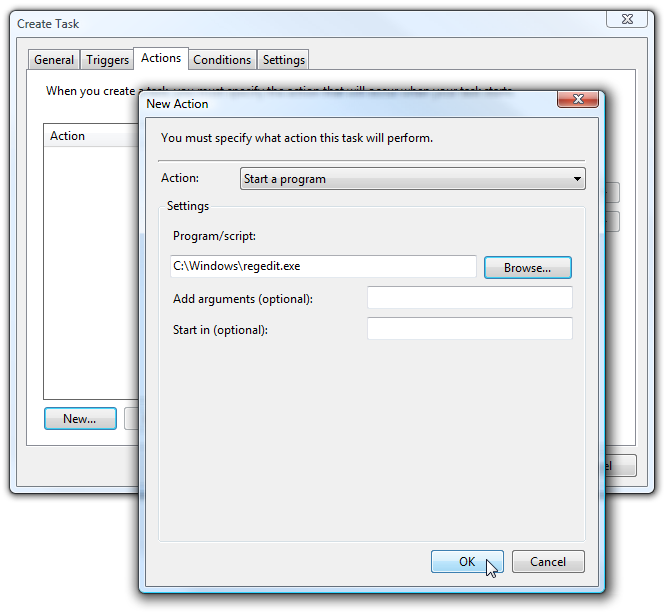 Create Task
General Triggers Actions Conditions Settings
When you create a task, you must specify the action that will occur when your task starts.
New Action
Action
You must specify what action this task will perform.
Action: Start a program
Settings
Program/script:
C:\Windows\regedit.exe Browse...
Add arguments (optional):
Start in (optional):
New...
OK Cancel